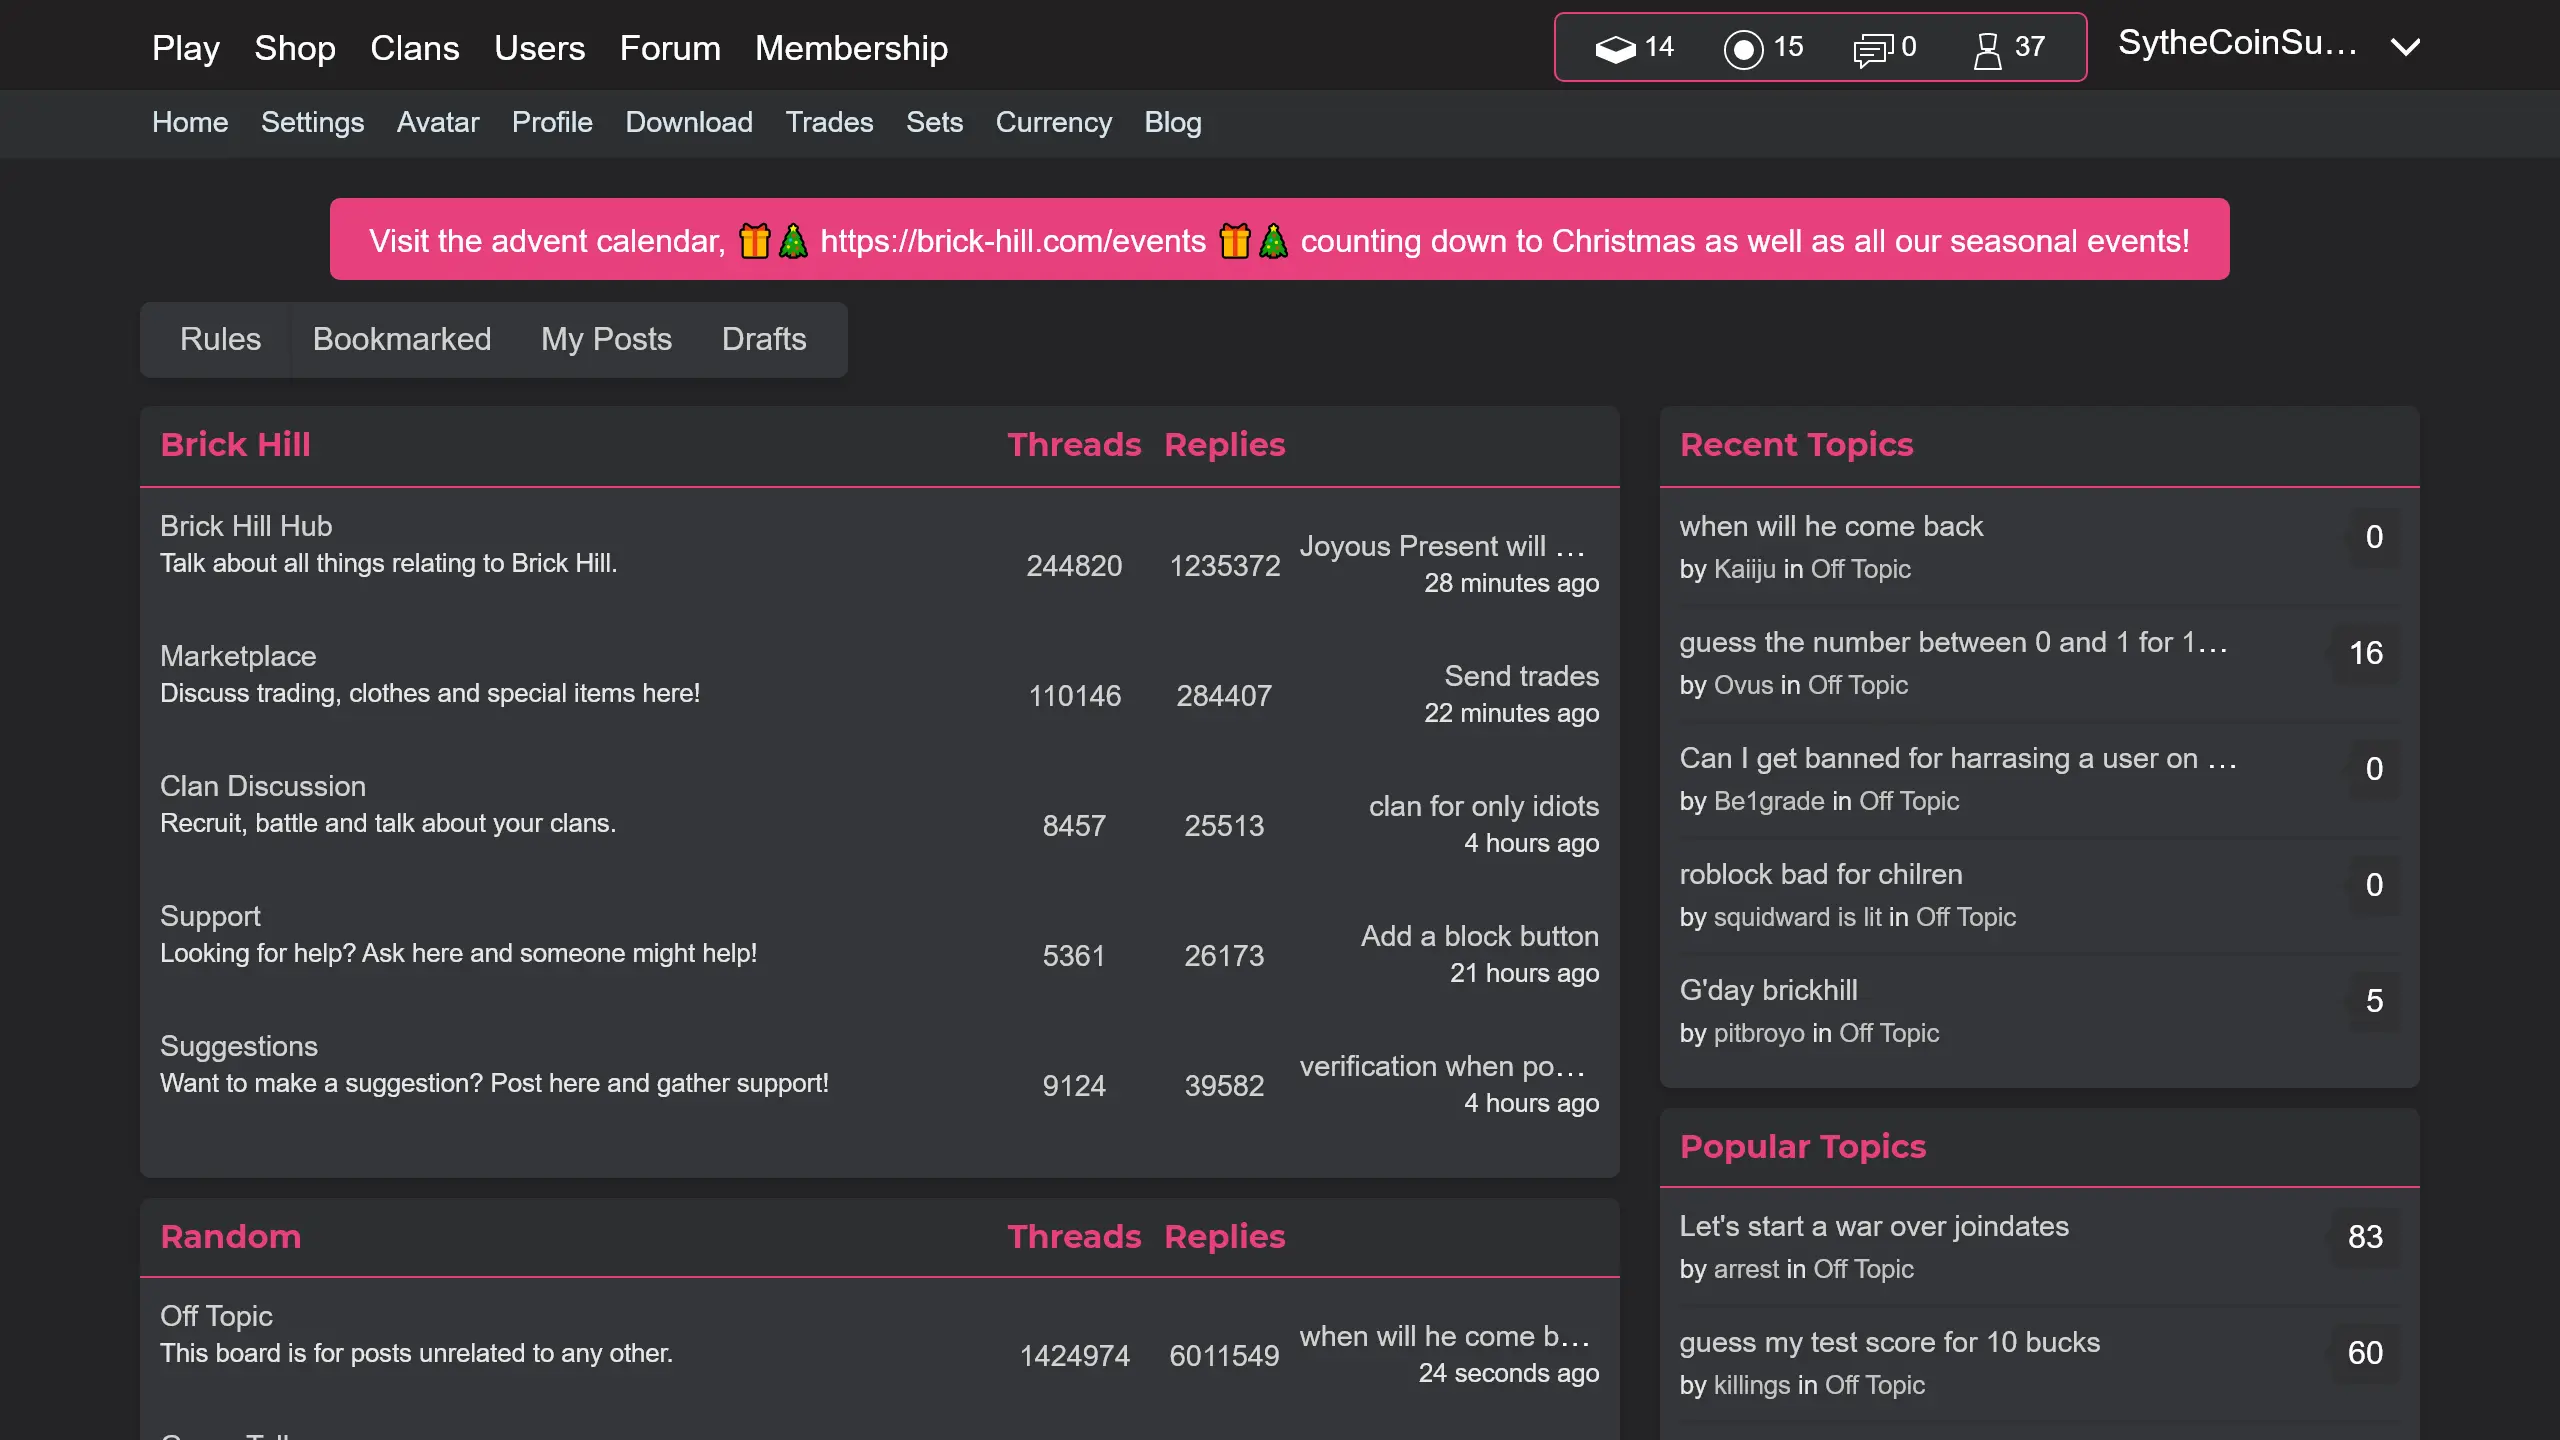 Play Shop Clans Users Forum Membership 14 15 0 37 SytheCoinSu...
Home Settings Avatar Profile Download Trades Sets Currency Blog
Visit the advent calendar, 🎁🎄 https://brick-hill.com/events 🎁🎄 counting down to Christmas as well as all our seasonal events!
Rules Bookmarked My Posts Drafts
Brick Hill Threads Replies
Brick Hill Hub
Talk about all things relating to Brick Hill.
244820 1235372
Joyous Present will ...
28 minutes ago
Marketplace
Discuss trading, clothes and special items here!
110146 284407
Send trades
22 minutes ago
Clan Discussion
Recruit, battle and talk about your clans.
8457 25513
clan for only idiots
4 hours ago
Support
Looking for help? Ask here and someone might help!
5361 26173
Add a block button
21 hours ago
Suggestions
Want to make a suggestion? Post here and gather support!
9124 39582
verification when po...
4 hours ago
Random Threads Replies
Off Topic
This board is for posts unrelated to any other.
1424974 6011549
when will he come b...
24 seconds ago
Recent Topics
when will he come back 0
by Kaiiju in Off Topic
guess the number between 0 and 1 for 1... 16
by Ovus in Off Topic
Can I get banned for harrasing a user on ... 0
by Be1grade in Off Topic
roblock bad for chilren 0
by squidward is lit in Off Topic
G'day brickhill 5
by pitbroyo in Off Topic
Popular Topics
Let's start a war over joindates 83
by arrest in Off Topic
guess my test score for 10 bucks 60
by killings in Off Topic